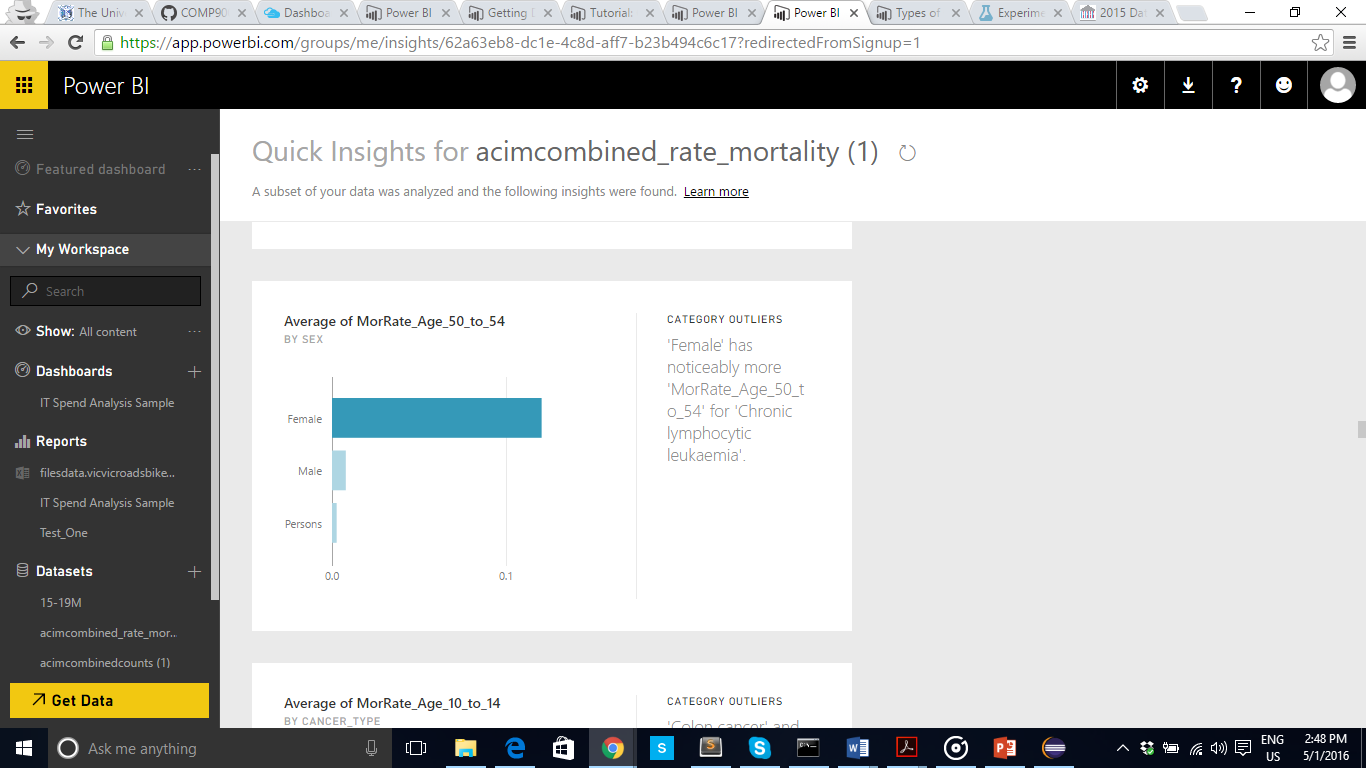 The Univ
COMP90
Dashboa
Power BI
Getting D
Tutorial:
Power BI
Power BI
Types of
Experime
2015 Dat
https://app.powerbi.com/groups/me/insights/62a63eb8-dc1e-4c8d-aff7-b23b494c6c17?redirectedFromSignup=1
Power BI
?
Featured dashboard ...
Favorites
My Workspace
Search
Show: All content ...
Dashboards +
IT Spend Analysis Sample
Reports
filesdata.vicvicroadsbike...
IT Spend Analysis Sample
Test_One
Datasets +
15-19M
acimcombined_rate_mor...
acimcombinedcounts (1)
Get Data
Quick Insights for acimcombined_rate_mortality (1)
A subset of your data was analyzed and the following insights were found. Learn more
Average of MorRate_Age_50_to_54
BY SEX
Female
Male
Persons
0.0 0.1
CATEGORY OUTLIERS
'Female' has
noticeably more
'MorRate_Age_50_t
o_54' for 'Chronic
lymphocytic
leukaemia'.
Average of MorRate_Age_10_to_14
BY CANCER_TYPE
CATEGORY OUTLIERS
'Colon cancer' and
Ask me anything
ENG
US
2:48 PM
5/1/2016